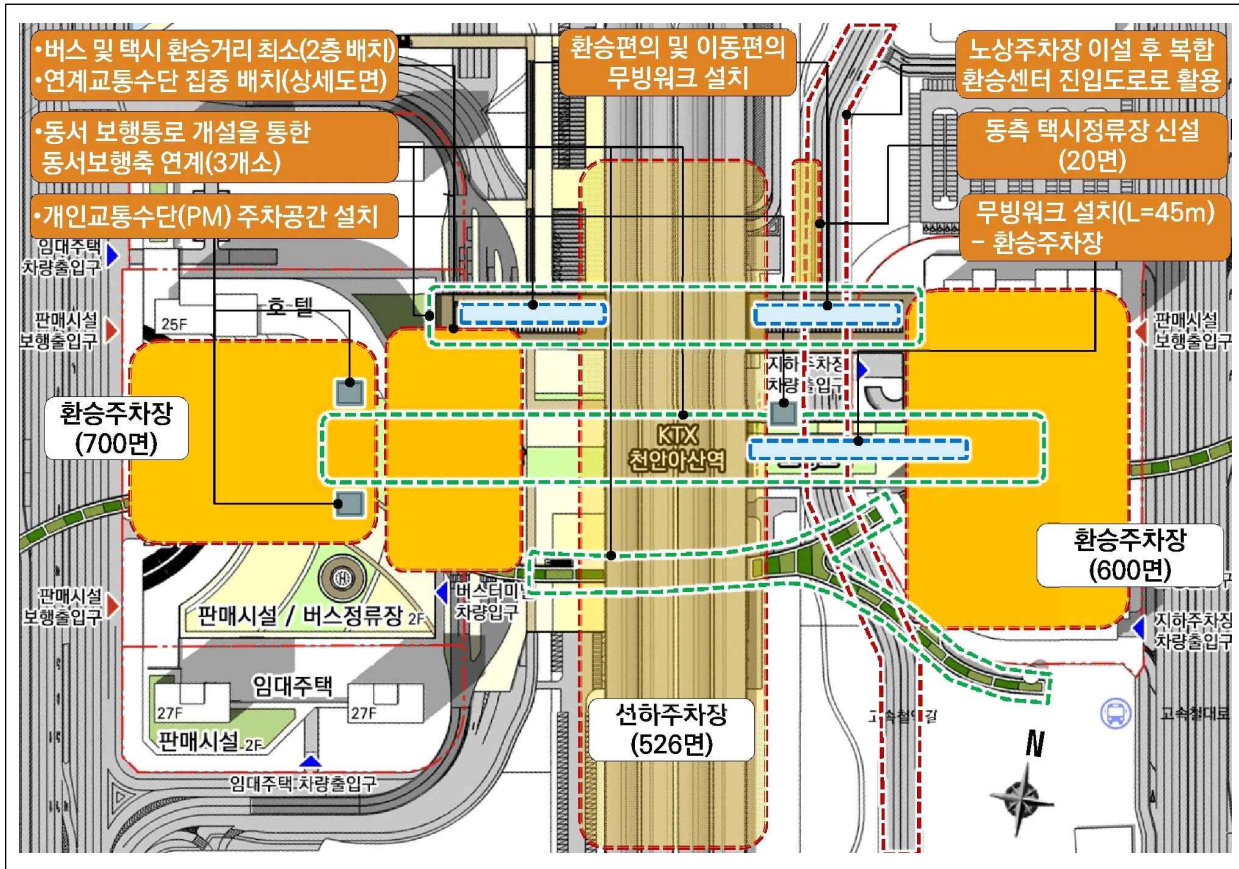 •버스 및 택시 환승거리 최소(2층 배치)
•연계교통수단 집중 배치(상세도면)
환승편의 및 이동편의
무빙워크 설치
노상주차장 이설 후 복합
환승센터 진입도로로 활용
•동서 보행통로 개설을 통한
동서보행축 연계(3개소)
동측 택시정류장 신설
(20면)
•개인교통수단(PM) 주차공간 설치
무빙워크 설치(L=45m)
- 환승주차장
임대주택
차량출입구
호텔
25F
판매시설
보행출입구
판매시설
보행출입구
지하주차장
차량출입구
환승주차장
(700면)
KTX
천안아산역
환승주차장
(600면)
판매시설
보행출입구
판매시설 / 버스정류장 2F
버스터미널
차량입구
지하주차장
차량출입구
임대주택
27F
27F
판매시설 2F
선하주차장
(526면)
고속철대로
N
임대주택 차량출입구